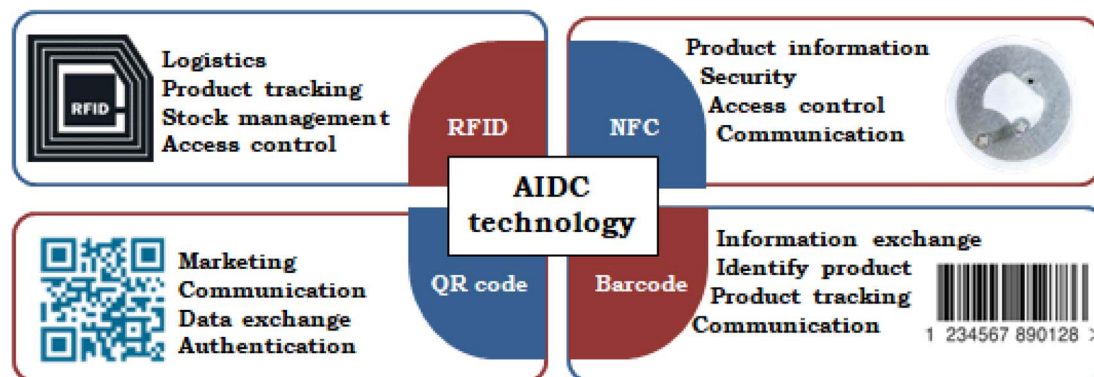 RFID
Logistics
Product tracking
Stock management
Access control
RFID
NFC
Product information
Security
Access control
Communication
AIDC
technology
Marketing
Communication
Data exchange
Authentication
QR code
Barcode
Information exchange
Identify product
Product tracking
Communication
1 234567 890128 >